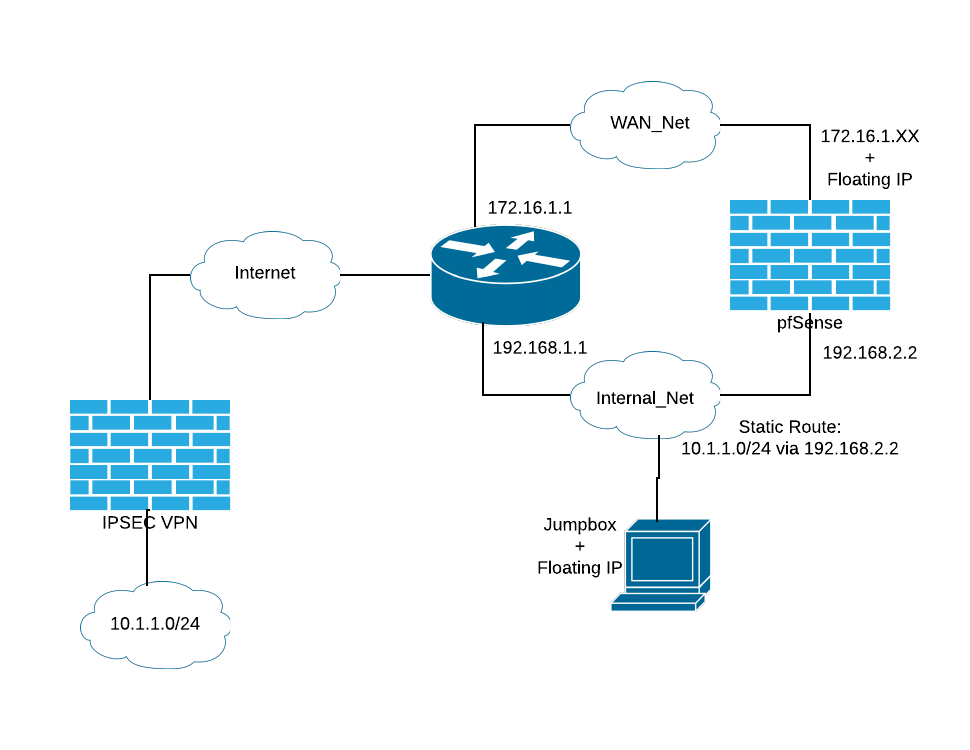 WAN_Net
172.16.1.XX
+
Floating IP
172.16.1.1
Internet
pfSense
192.168.1.1
192.168.2.2
Internal_Net
Static Route:
10.1.1.0/24 via 192.168.2.2
IPSEC VPN
Jumpbox
+
Floating IP
10.1.1.0/24